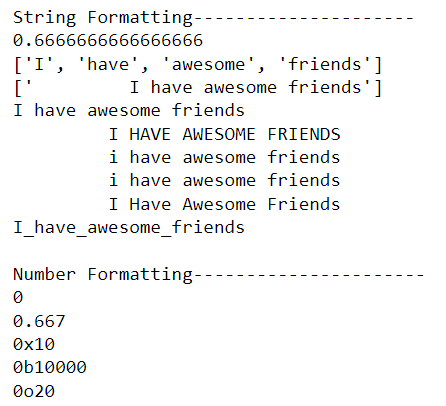 String Formatting---------------------
0.6666666666666666
['I', 'have', 'awesome', 'friends']
['        I have awesome friends']
I have awesome friends
        I HAVE AWESOME FRIENDS
        i have awesome friends
        i have awesome friends
        I Have Awesome Friends
I_have_awesome_friends

Number Formatting----------------------
0
0.667
0x10
0b10000
0o20